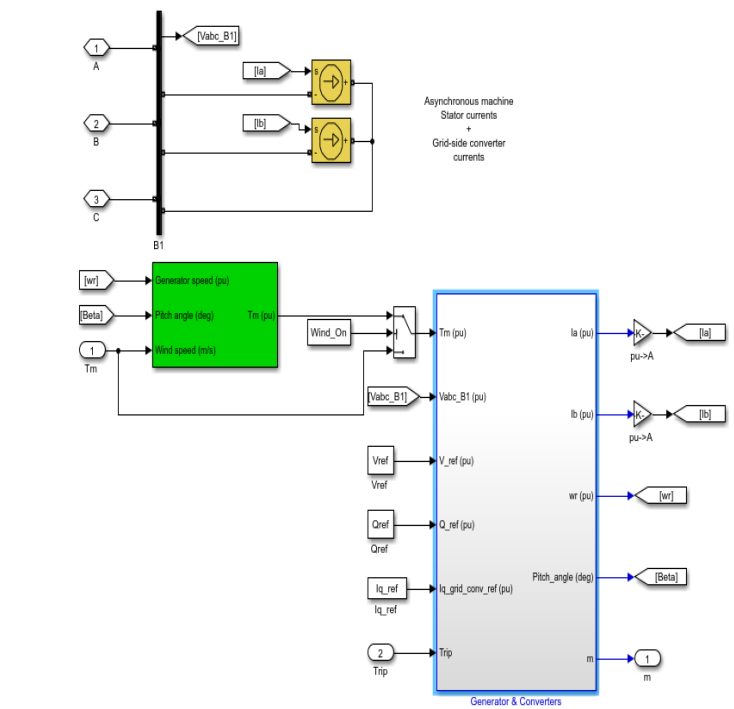 1
A
[Vabc_B1]
[Ia]
s
-
+
2
B
[Ib]
s
-
+
Asynchronous machine
Stator currents
+
Grid-side converter
currents
3
C
B1
[wr]
Generator speed (pu)
[Beta]
Pitch angle (deg)
Tm (pu)
1
Wind speed (m/s)
Tm
Wind_On
Tm (pu)
Ia (pu)
K-
[Ia]
pu->A
[Vabc_B1]
Vabc_B1 (pu)
Ib (pu)
K-
[Ib]
pu->A
Vref
V_ref (pu)
Vref
wr (pu)
[wr]
Qref
Q_ref (pu)
Qref
Pitch_angle (deg)
[Beta]
Iq_ref
Iq_grid_conv_ref (pu)
Iq_ref
2
Trip
Trip
m
1
m
Generator & Converters